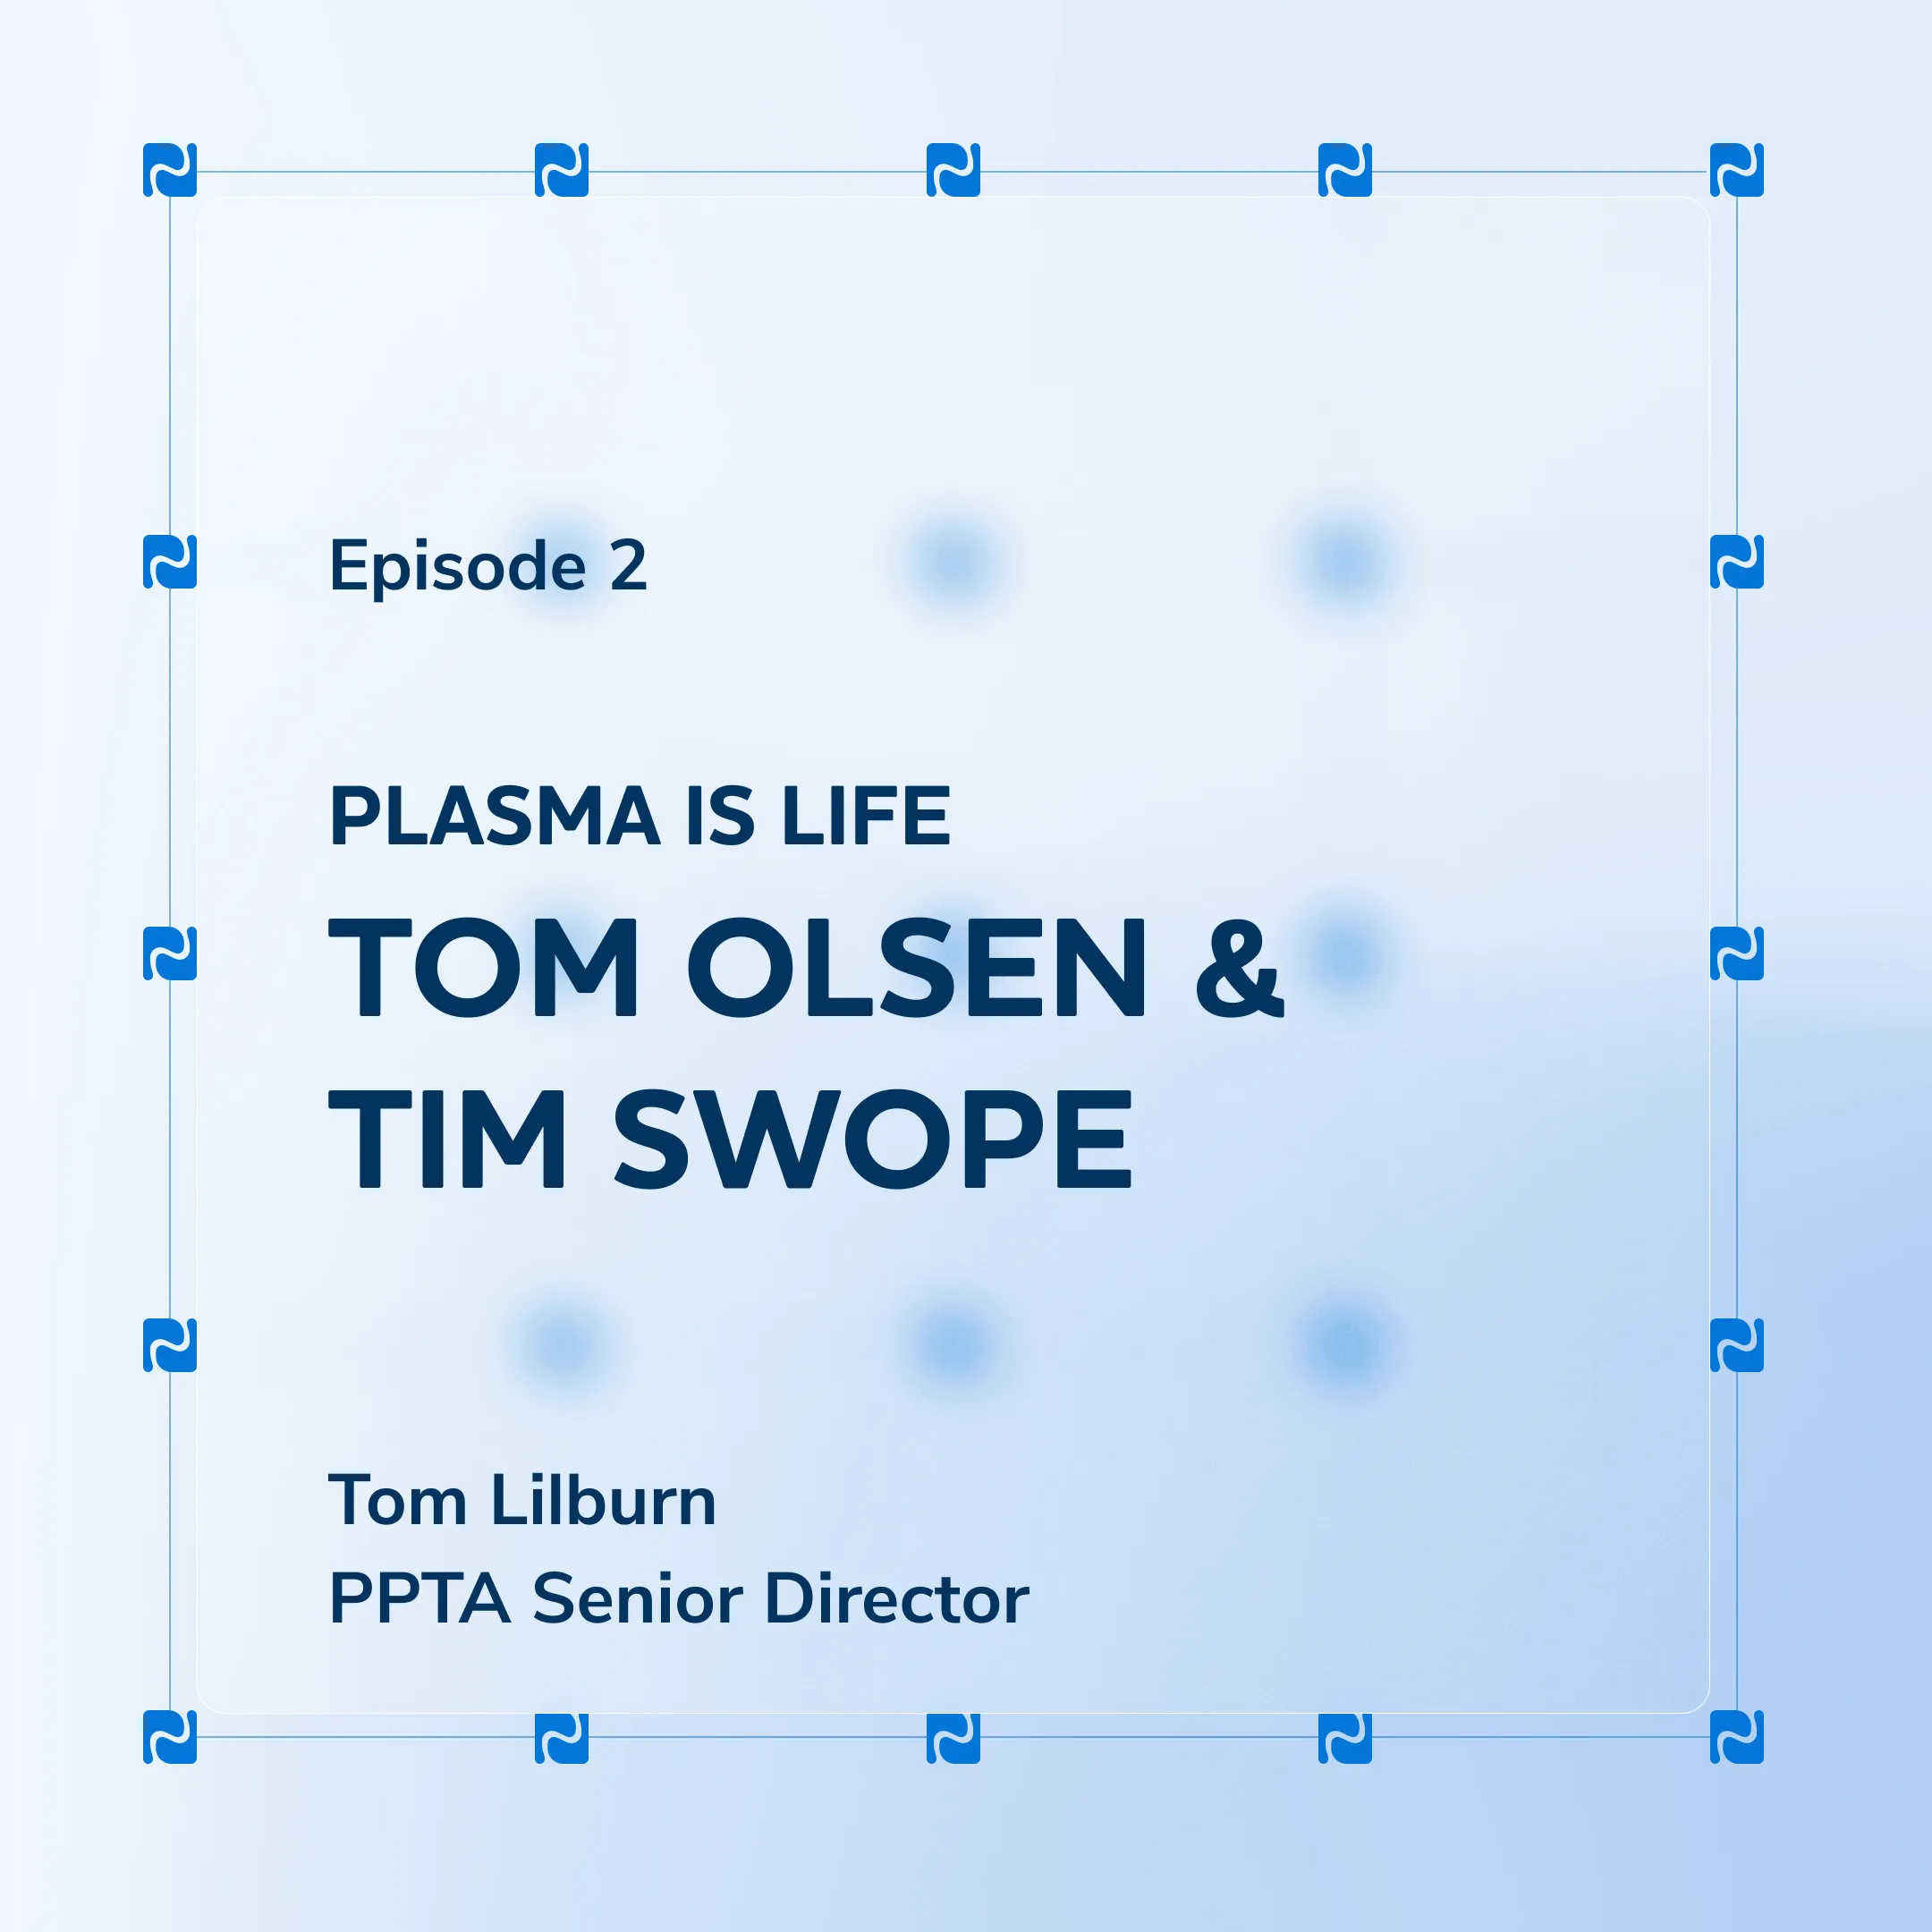 Episode 2
PLASMA IS LIFE
TOM OLSEN &
TIM SWOPE
Tom Lilburn
PPTA Senior Director